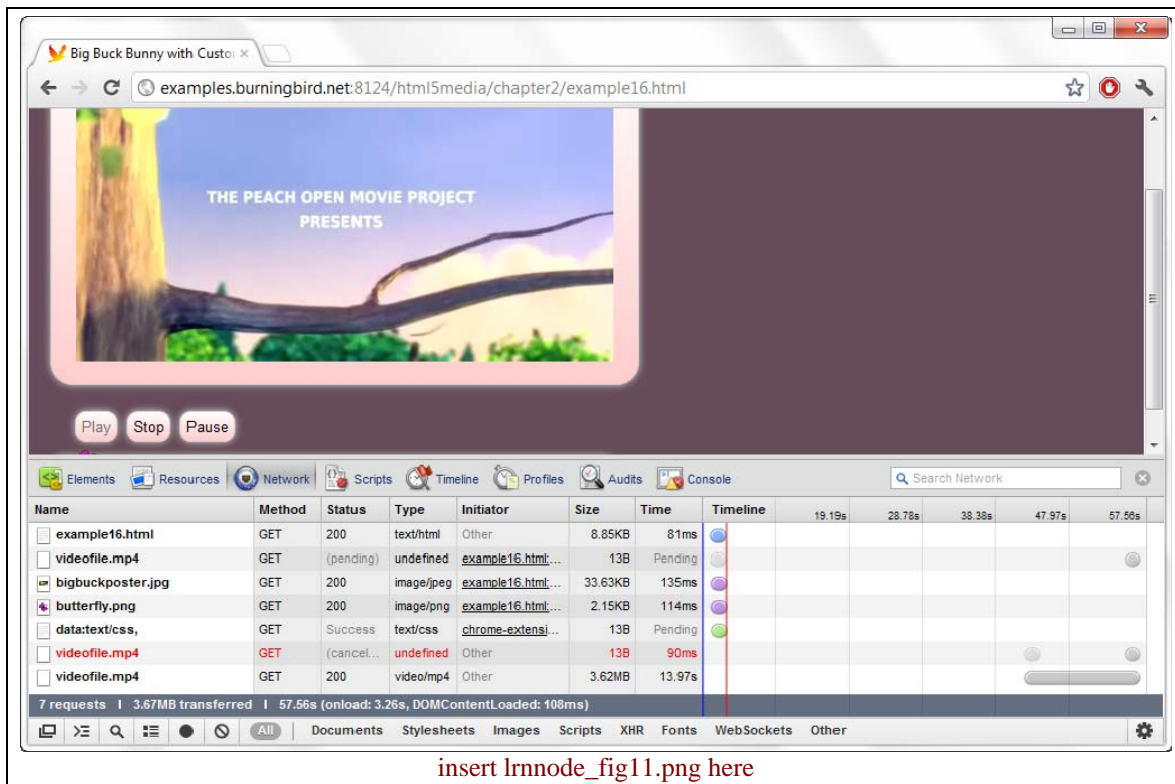 Big Buck Bunny with Custo
examples.burningbird.net:8124/html5media/chapter2/example16.html
THE PEACH OPEN MOVIE PROJECT
PRESENTS
Play Stop Pause
Elements Resources Network Scripts Timeline Profiles Audits Console Search Network
Name Method Status Type Initiator Size Time Timeline 19.19s 28.78s 38.38s 47.97s 57.56s
example16.html GET 200 text/html Other 8.85KB 81ms
videofile.mp4 GET (pending) undefined example16.html:... 13B Pending
bigbuckposter.jpg GET 200 image/jpeg example16.html:... 33.63KB 135ms
butterfly.png GET 200 image/png example16.html:... 2.15KB 114ms
data:text/css, GET Success text/css chrome-extensi... 13B Pending
videofile.mp4 GET (cancel... undefined Other 13B 90ms
videofile.mp4 GET 200 video/mp4 Other 3.62MB 13.97s
7 requests | 3.67MB transferred | 57.56s (onload: 3.26s, DOMContentLoaded: 108ms)
All Documents Stylesheets Images Scripts XHR Fonts WebSockets Other
insert lrnnode_fig11.png here